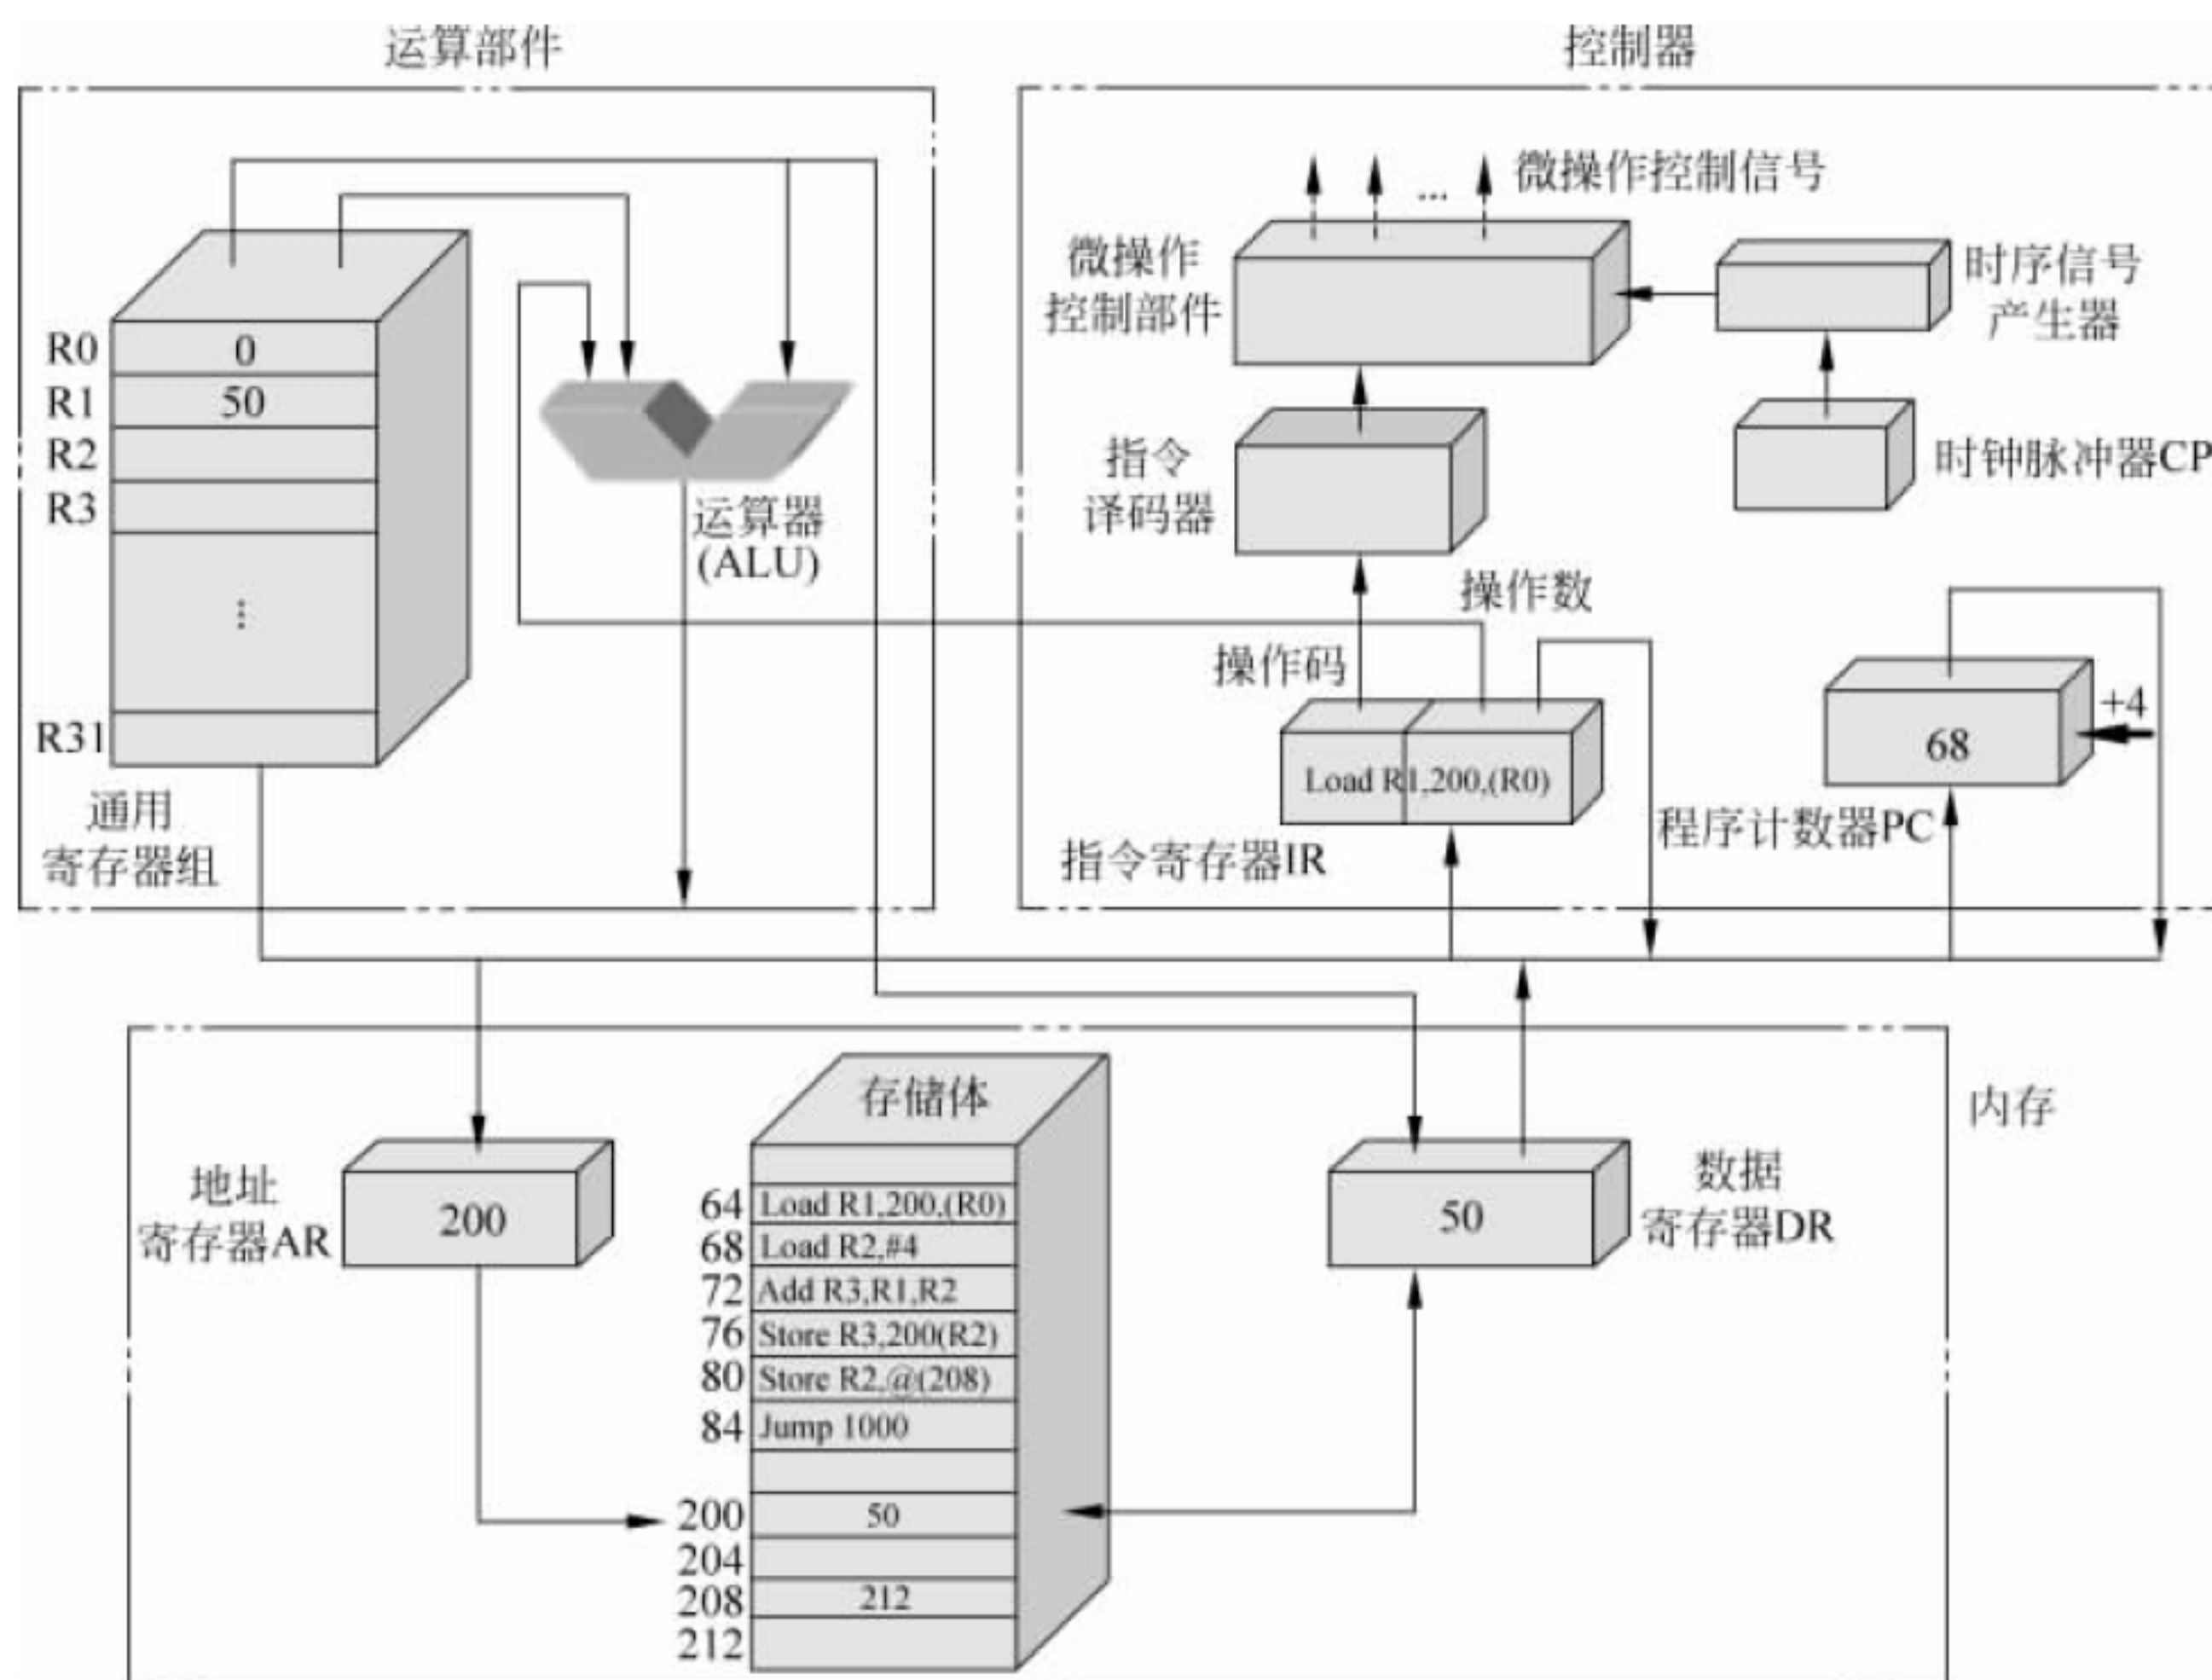 运算部件
控制器
微操作控制信号
...
微操作
控制部件
时序信号
产生器
R0
0
R1
50
R2
R3
⋮
R31
通用
寄存器组
运算器
(ALU)
指令
译码器
时钟脉冲器CP
操作数
操作码
Load R1,200,(R0)
指令寄存器IR
68
+4
程序计数器PC
内存
地址
寄存器AR
200
存储体
64
Load R1,200,(R0)
68
Load R2,#4
72
Add R3,R1,R2
76
Store R3,200(R2)
80
Store R2,@(208)
84
Jump 1000
200
50
204
208
212
212
50
数据
寄存器DR